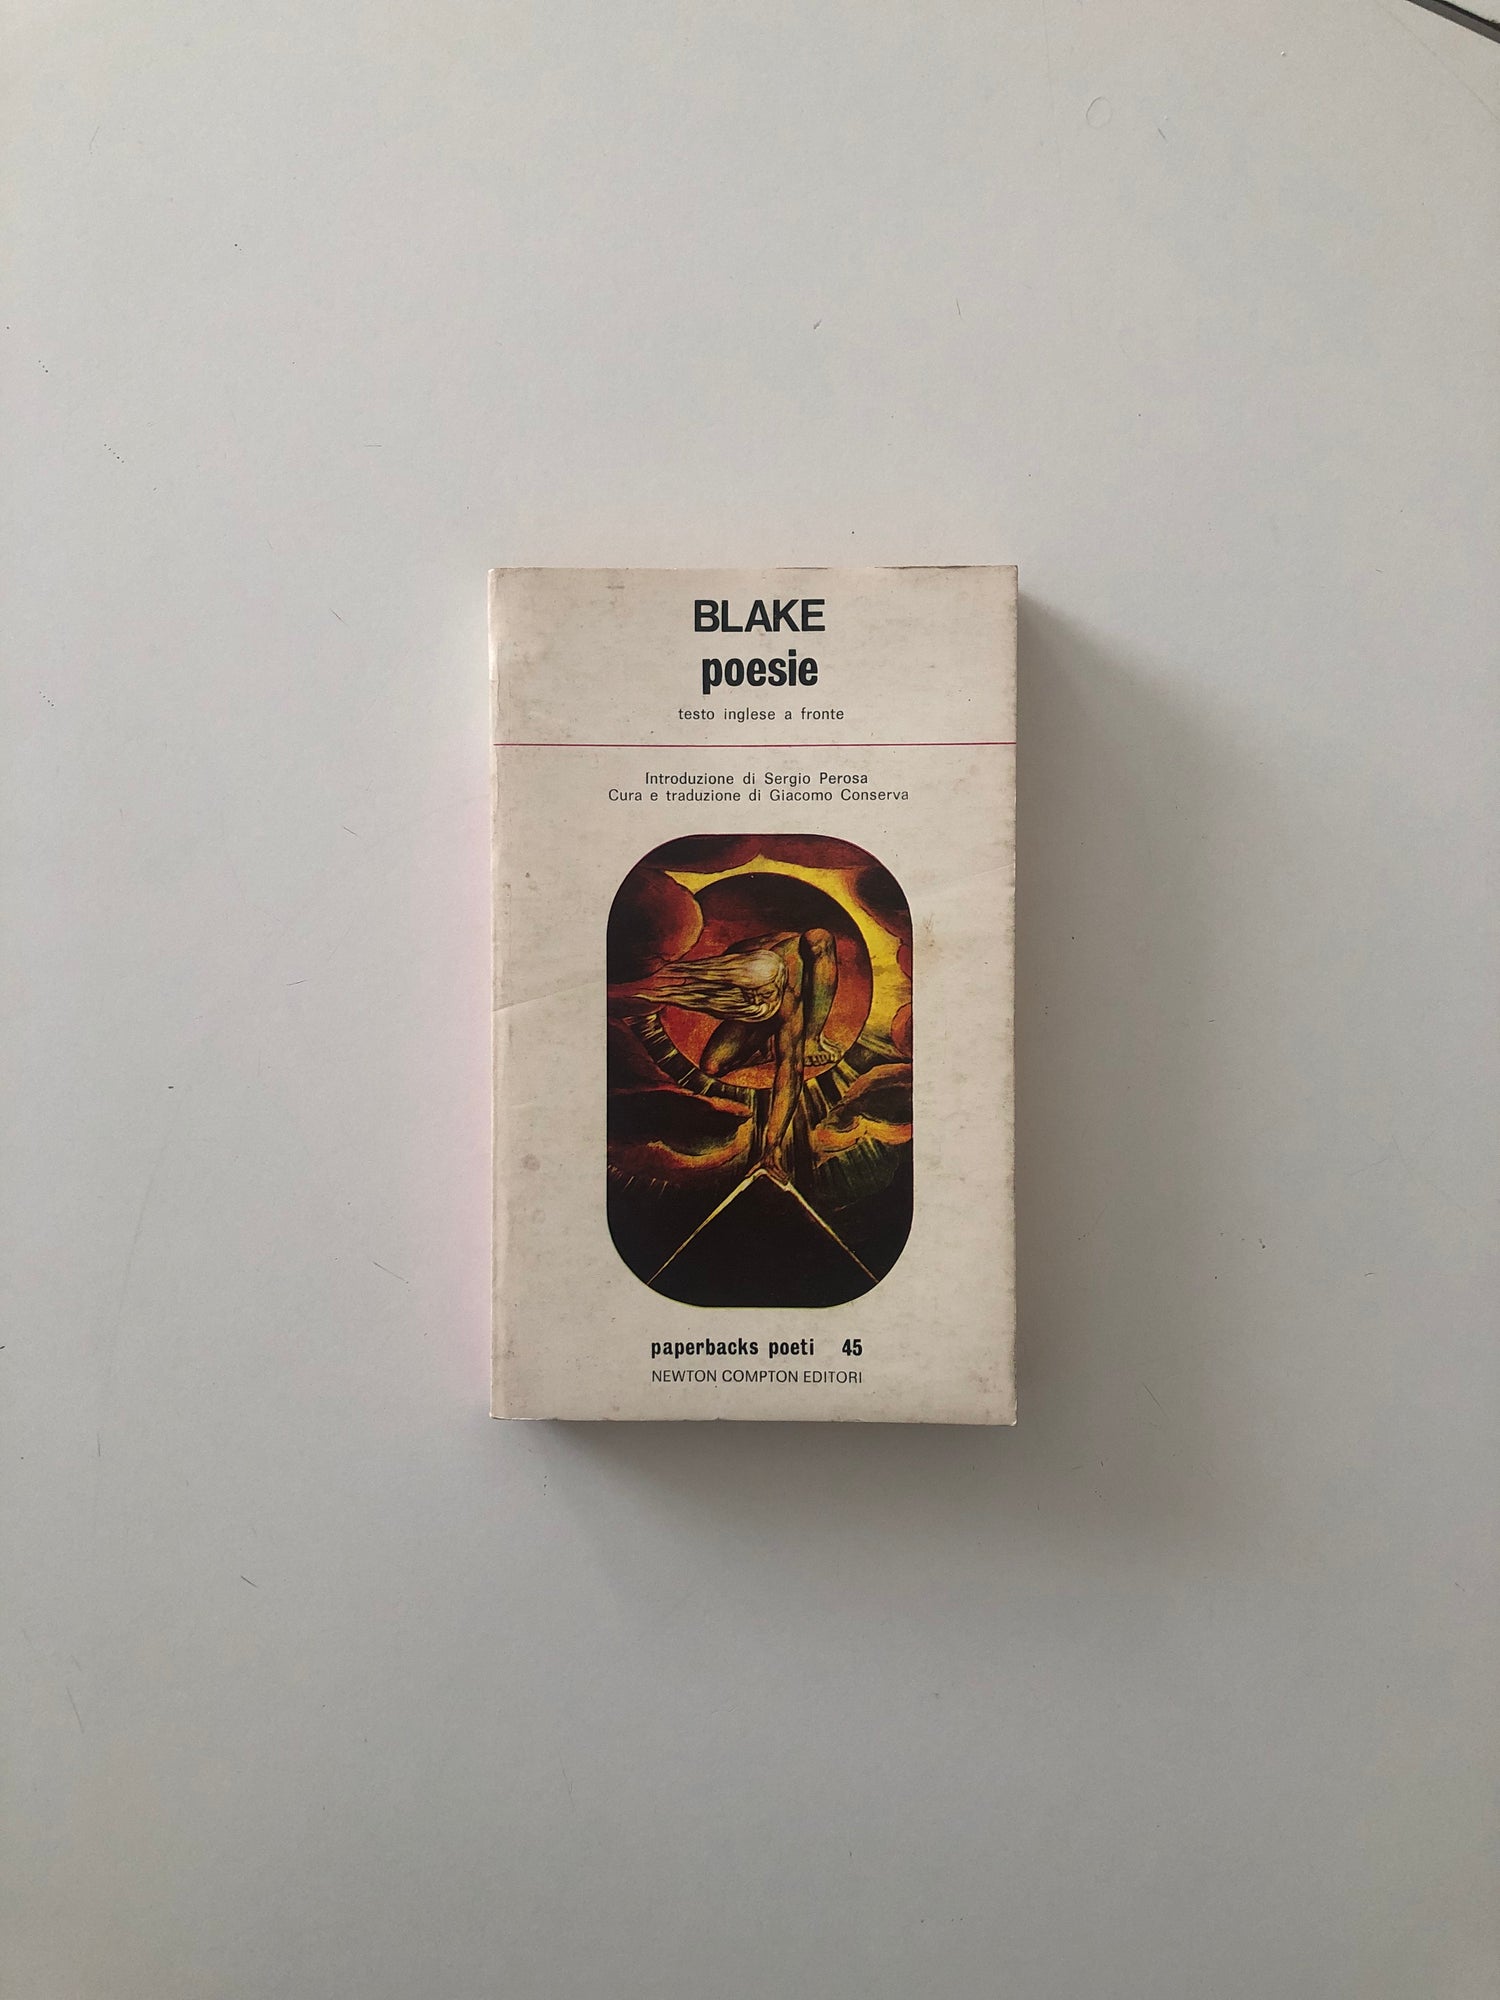 BLAKE
poesie
testo inglese a fronte
Introduzione di Sergio Perosa
Cura e traduzione di Giacomo Conserva
paperbacks poeti 45
NEWTON COMPTON EDITORI